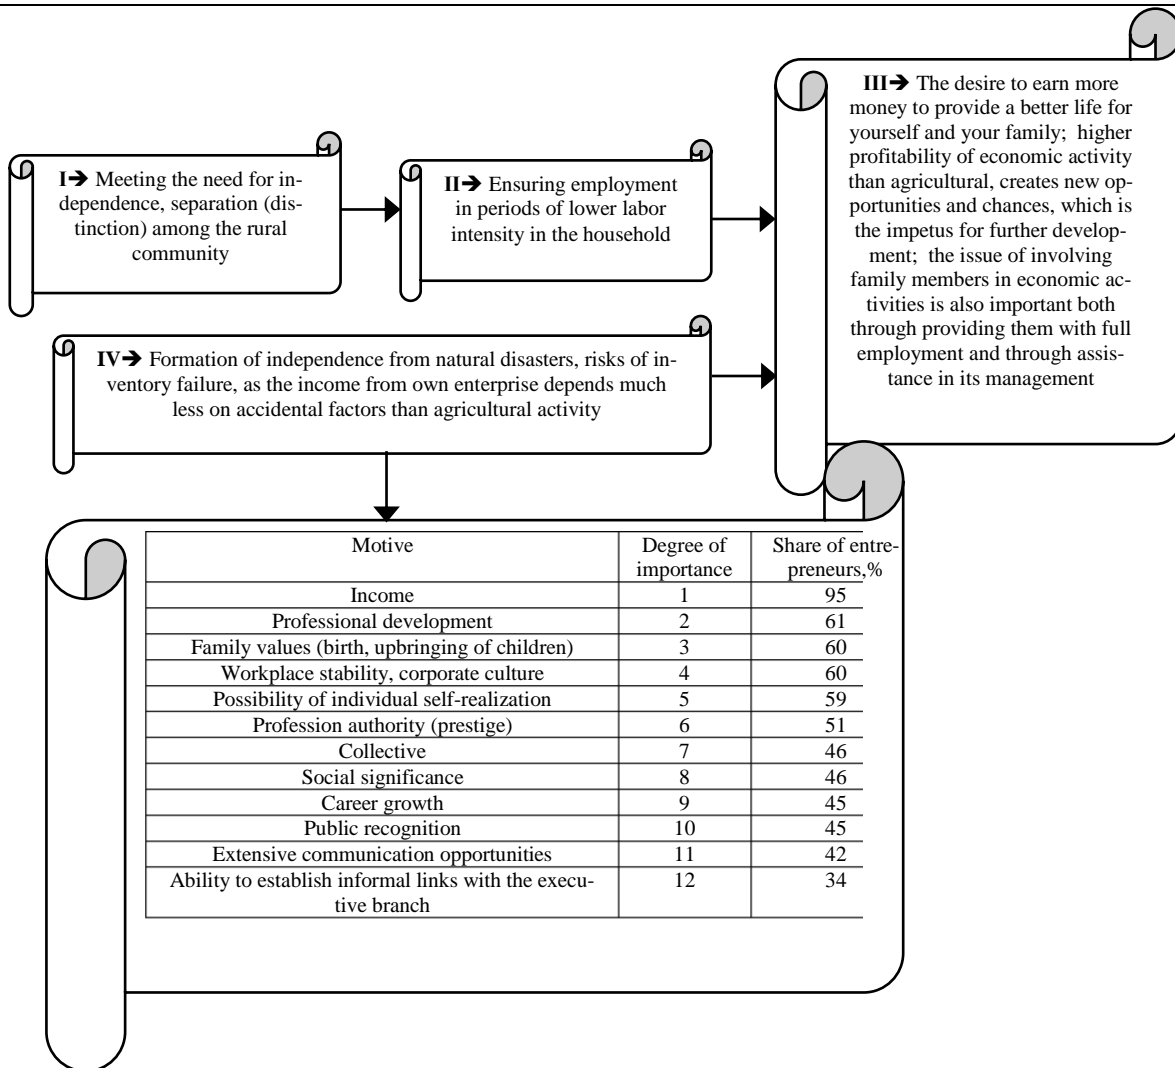 I➔ Meeting the need for in-
dependence, separation (dis-
tinction) among the rural
community
II➔ Ensuring employment
in periods of lower labor
intensity in the household
III➔ The desire to earn more
money to provide a better life for
yourself and your family; higher
profitability of economic activity
than agricultural, creates new op-
portunities and chances, which is
the impetus for further develop-
ment; the issue of involving
family members in economic ac-
tivities is also important both
through providing them with full
employment and through assis-
tance in its management
IV➔ Formation of independence from natural disasters, risks of in-
ventory failure, as the income from own enterprise depends much
less on accidental factors than agricultural activity
Motive Degree of importance Share of entre-preneurs,%
Income 1 95
Professional development 2 61
Family values (birth, upbringing of children) 3 60
Workplace stability, corporate culture 4 60
Possibility of individual self-realization 5 59
Profession authority (prestige) 6 51
Collective 7 46
Social significance 8 46
Career growth 9 45
Public recognition 10 45
Extensive communication opportunities 11 42
Ability to establish informal links with the execu- 12 34
tive branch